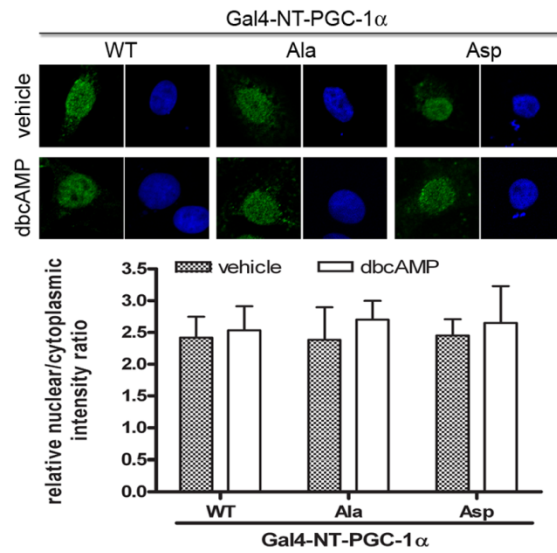 Gal4-NT-PGC-1α
WT Ala Asp
vehicle
dbcAMP
relative nuclear/cytoplasmic
intensity ratio
3.5
3.0
2.5
2.0
1.5
1.0
0.5
0.0
vehicle dbcAMP
WT Ala Asp
Gal4-NT-PGC-1α